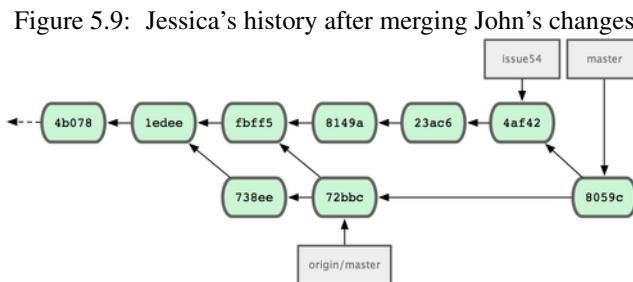 Figure 5.9: Jessica’s history after merging John’s changes
issue54 master
4b078 1edee fbff5 8149a 23ac6 4af42
738ee 72bbc 8059c
origin/master